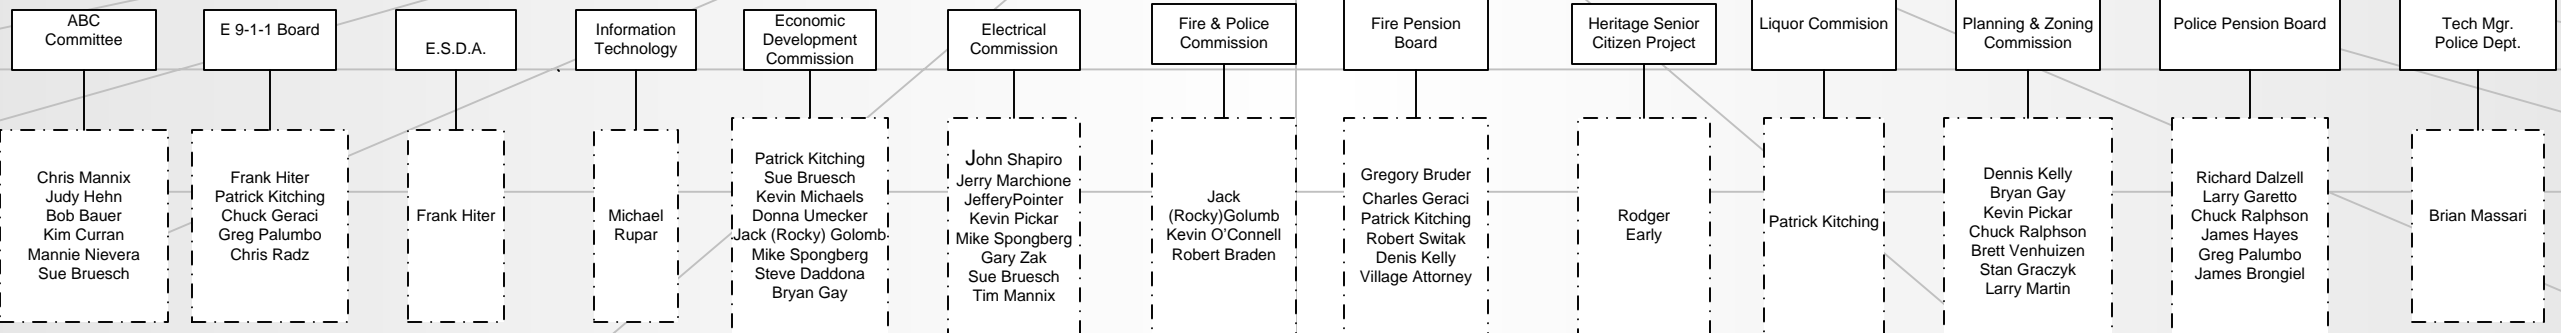 ABC
Committee
E 9-1-1 Board
E.S.D.A.
Information
Technology
Economic
Development
Commission
Electrical
Commission
Fire & Police
Commission
Fire Pension
Board
Heritage Senior
Citizen Project
Liquor Commision
Planning & Zoning
Commission
Police Pension Board
Tech Mgr.
Police Dept.
Chris Mannix
Judy Hehn
Bob Bauer
Kim Curran
Mannie Nievera
Sue Bruesch
Frank Hiter
Patrick Kitching
Chuck Geraci
Greg Palumbo
Chris Radz
Frank Hiter
Michael
Rupar
Patrick Kitching
Sue Bruesch
Kevin Michaels
Donna Umecker
Jack (Rocky) Golomb
Mike Spongberg
Steve Daddona
Bryan Gay
John Shapiro
Jerry Marchione
JefferyPointer
Kevin Pickar
Mike Spongberg
Gary Zak
Sue Bruesch
Tim Mannix
Jack
(Rocky)Golumb
Kevin O'Connell
Robert Braden
Gregory Bruder
Charles Geraci
Patrick Kitching
Robert Switak
Denis Kelly
Village Attorney
Rodger
Early
Patrick Kitching
Dennis Kelly
Bryan Gay
Kevin Pickar
Chuck Ralphson
Brett Venhuizen
Stan Graczyk
Larry Martin
Richard Dalzell
Larry Garetto
Chuck Ralphson
James Hayes
Greg Palumbo
James Brongiel
Brian Massari